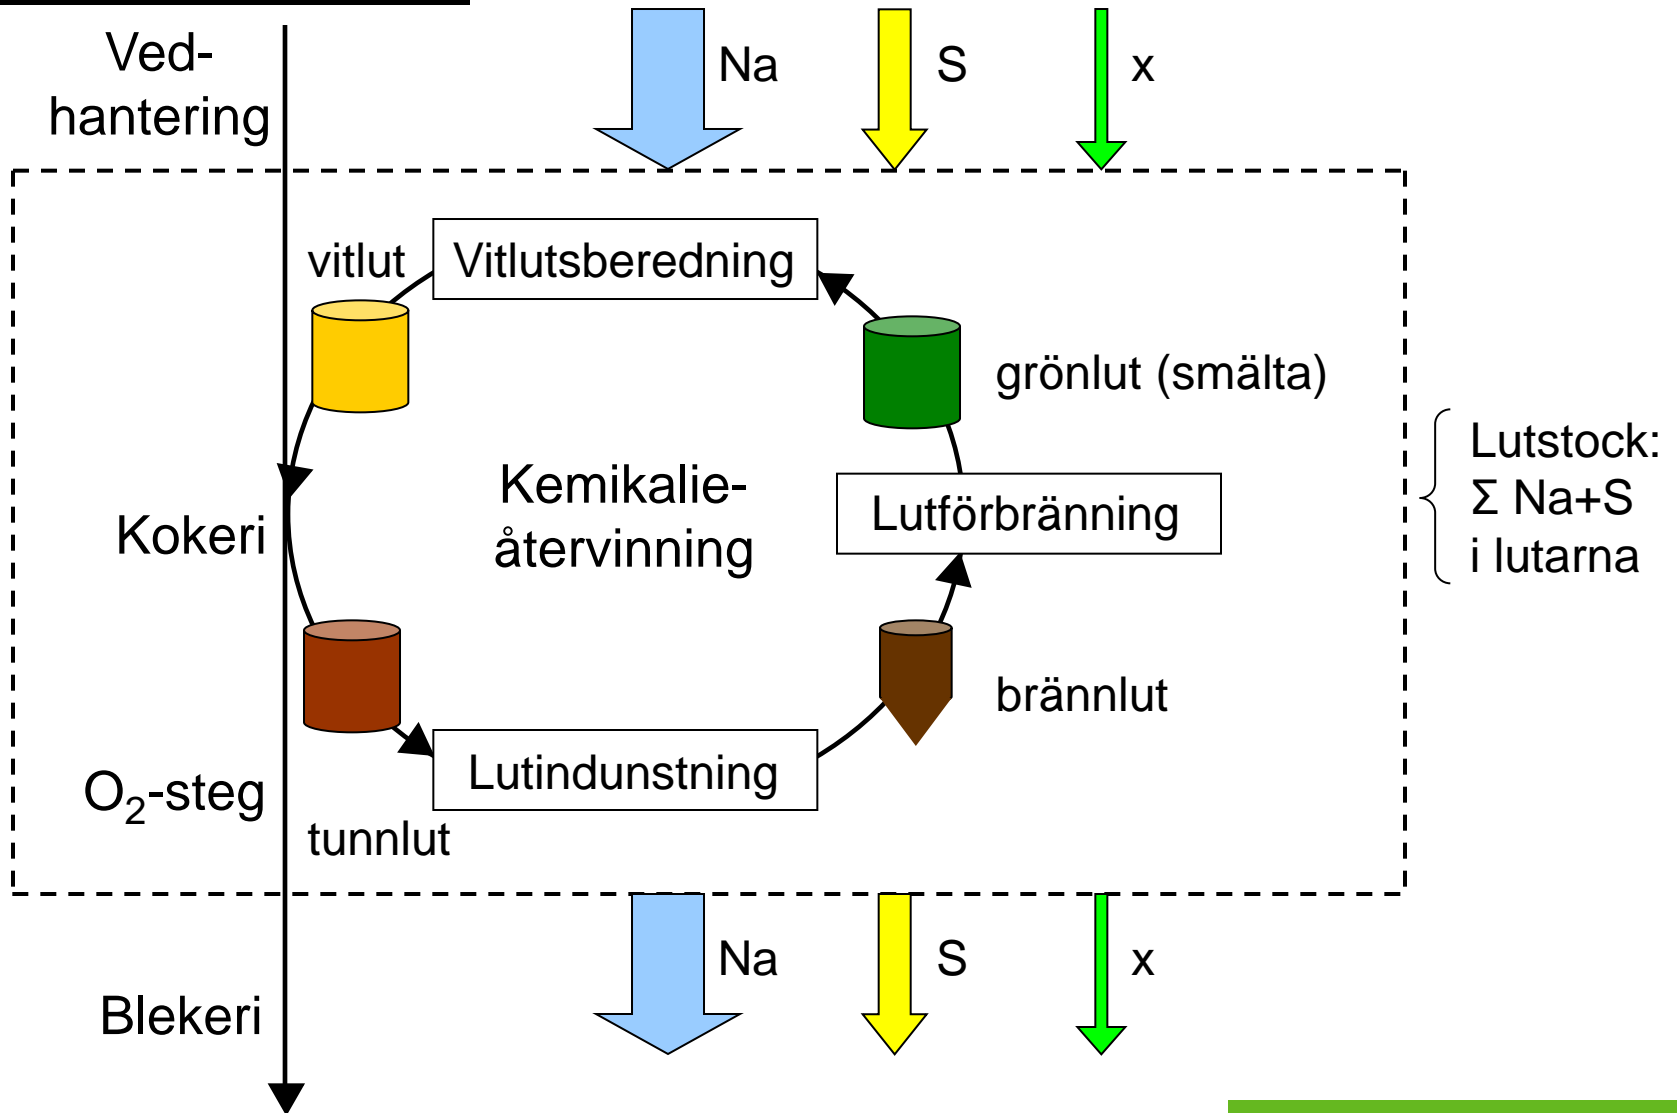 Ved-
hantering
Na
S
x
vitlut
Vitlutsberedning
grönlut (smälta)
Kemikalie-
återvinning
Lutförbränning
Lutstock:
Σ Na+S
i lutarna
Kokeri
brännlut
Lutindunstning
O₂-steg
tunnlut
Na
S
x
Blekeri